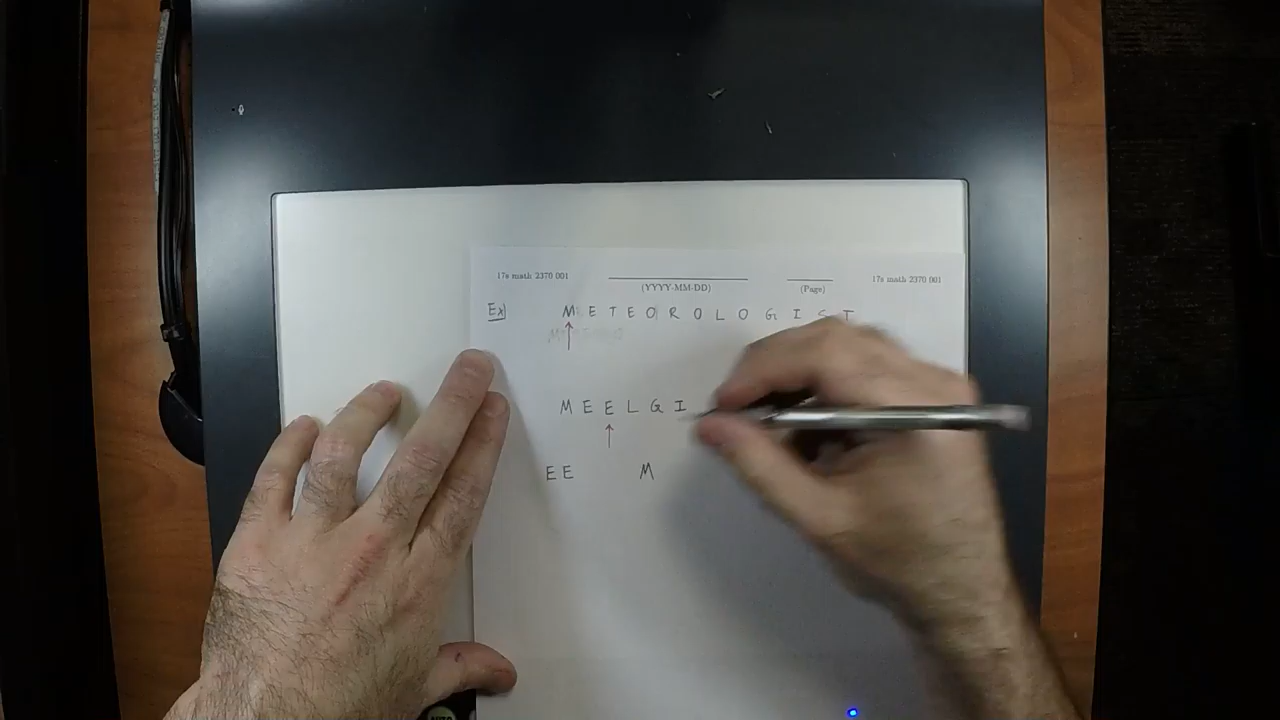 17s math 2370 001 (YYYY-MM-DD) (Page) 17s math 2370 001
Ex) M E T E O R O L O G I S T
M E E L G I
E E M